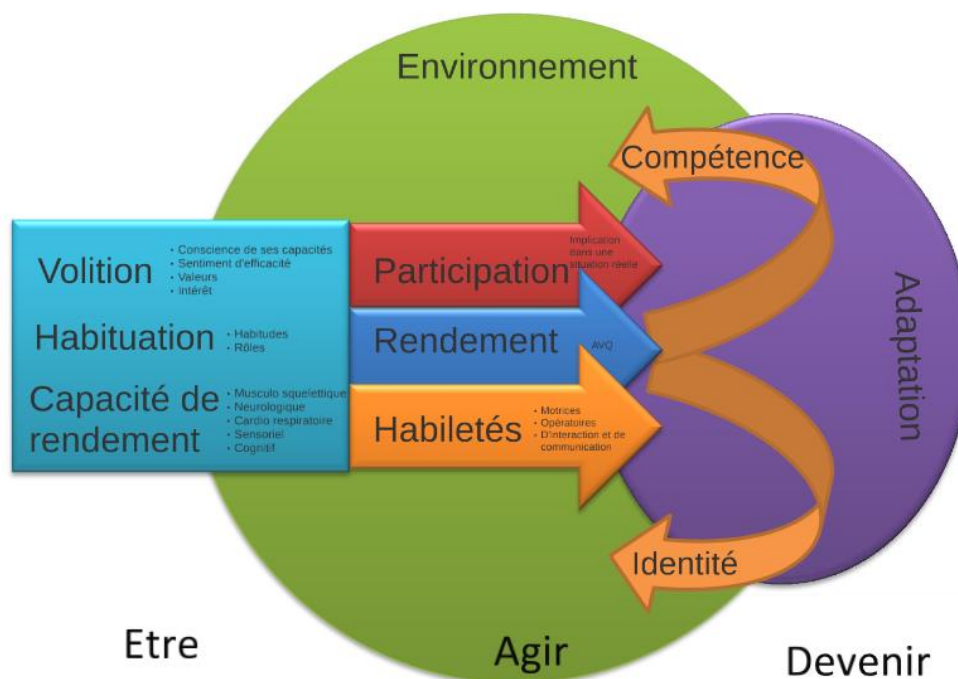 Environnement
Compétence
Volition
• Conscience de ses capacités
• Sentiment d'efficacité
• Valeurs
• Intérêt
Participation
Implication
dans une
situation réelle
Habituation
• Habitudes
• Rôles
Rendement
AVQ
Adaptation
Capacité de
rendement
• Musculo squelettique
• Neurologique
• Cardio respiratoire
• Sensoriel
• Cognitif
Habiletés
• Motrices
• Opératoires
• D'interaction et de
communication
Identité
Etre
Agir
Devenir